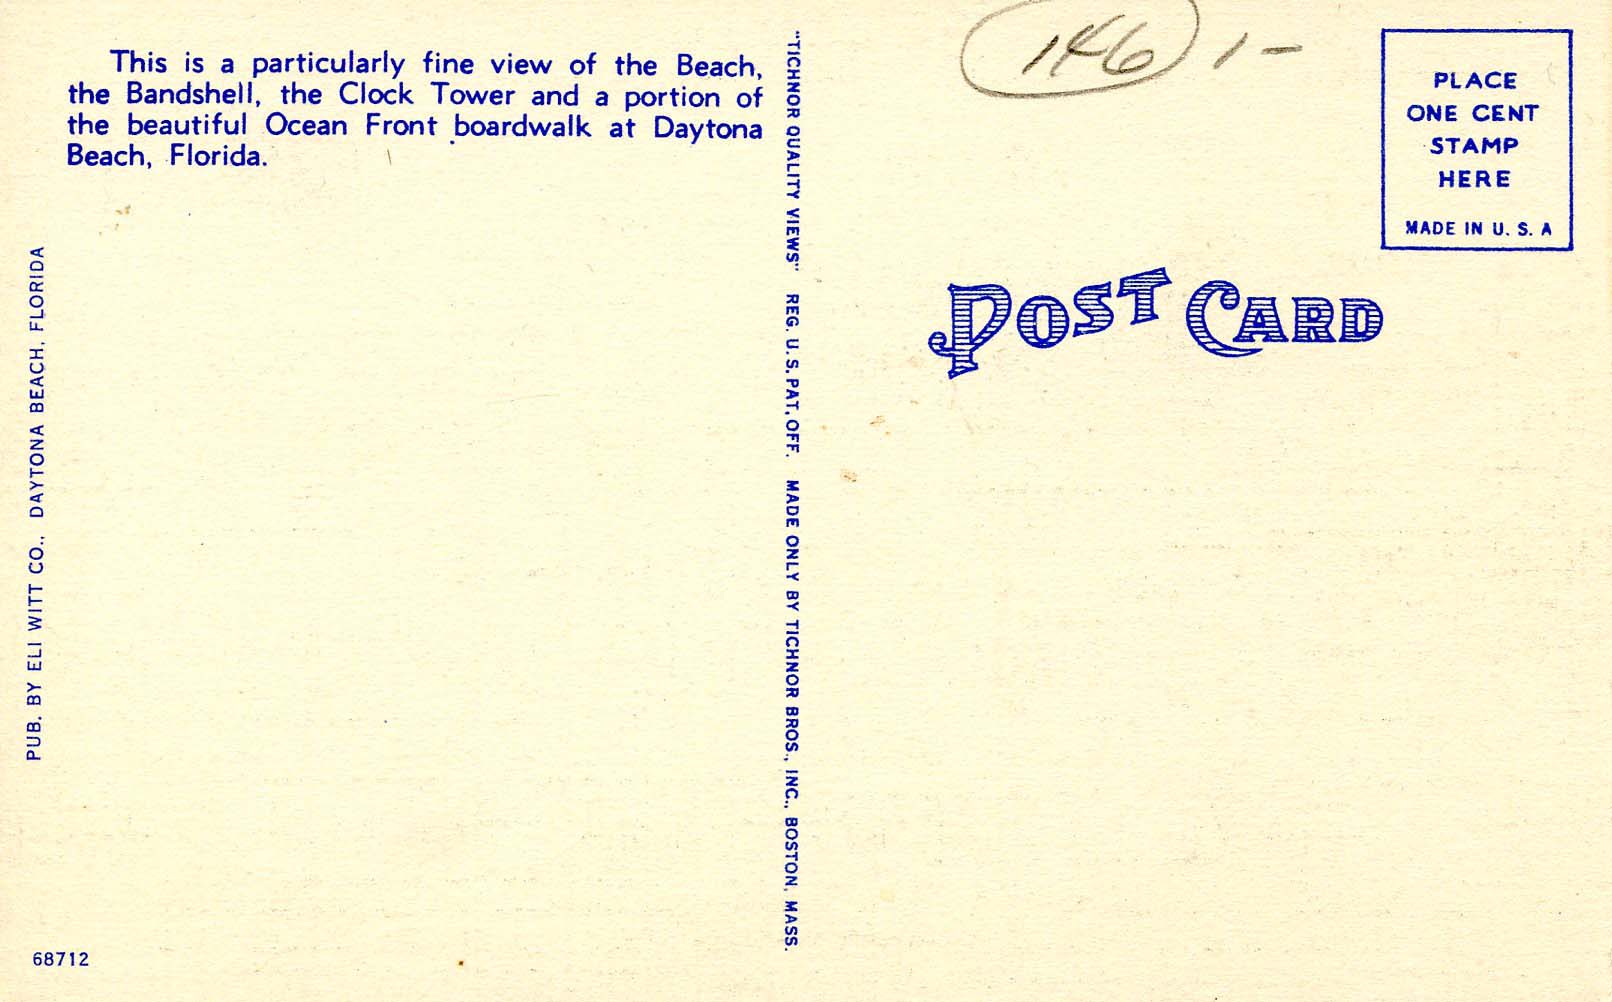 This is a particularly fine view of the Beach,
the Bandshell, the Clock Tower and a portion of
the beautiful Ocean Front boardwalk at Daytona
Beach, Florida.
PUB. BY ELI WITT CO., DAYTONA BEACH, FLORIDA
68712
"TICHNOR QUALITY VIEWS" REG. U.S. PAT. OFF. MADE ONLY BY TICHNOR BROS., INC., BOSTON, MASS.
146 1-
PLACE
ONE CENT
STAMP
HERE
MADE IN U. S. A
POST CARD